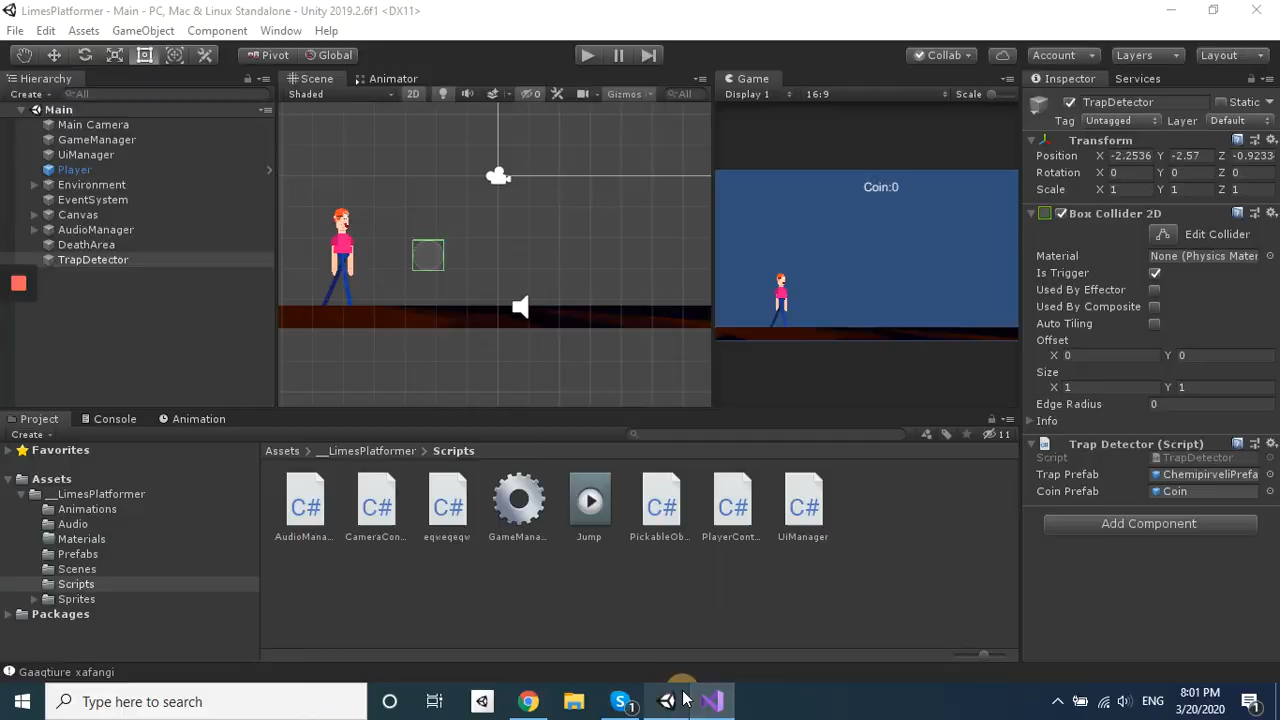 LimesPlatformer - Main - PC, Mac & Linux Standalone - Unity 2019.2.6f1 <DX11>
File Edit Assets GameObject Component Window Help
Pivot Global Collab Account Layers Layout
Hierarchy
Create All
Main
Main Camera
GameManager
UiManager
Player
Environment
EventSystem
Canvas
AudioManager
DeathArea
TrapDetector
Scene Animator
Shaded 2D 0 Gizmos All
Game
Display 1 16:9 Scale
Coin:0
Inspector Services
TrapDetector Static
Tag Untagged Layer Default
Transform
Position X -2.2536 Y -2.57 Z -0.9233
Rotation X 0 Y 0 Z 0
Scale X 1 Y 1 Z 1
Box Collider 2D
Edit Collider
Material None (Physics Mater
Is Trigger
Used By Effector
Used By Composite
Auto Tiling
Offset
X 0 Y 0
Size
X 1 Y 1
Edge Radius 0
Info
Trap Detector (Script)
Script TrapDetector
Trap Prefab ChemipirveliPrefa
Coin Prefab Coin
Add Component
Project Console Animation
Create 11
Favorites
Assets
__LimesPlatformer
Animations
Audio
Materials
Prefabs
Scenes
Scripts
Sprites
Packages
Assets __LimesPlatformer Scripts
C# C# C# C# C# C#
AudioMana... CameraCon... eqweqeqw GameMana... Jump PickableOb... PlayerCont... UiManager
Gaaqtiure xafangi
Type here to search
1
ENG
8:01 PM
3/20/2020
1